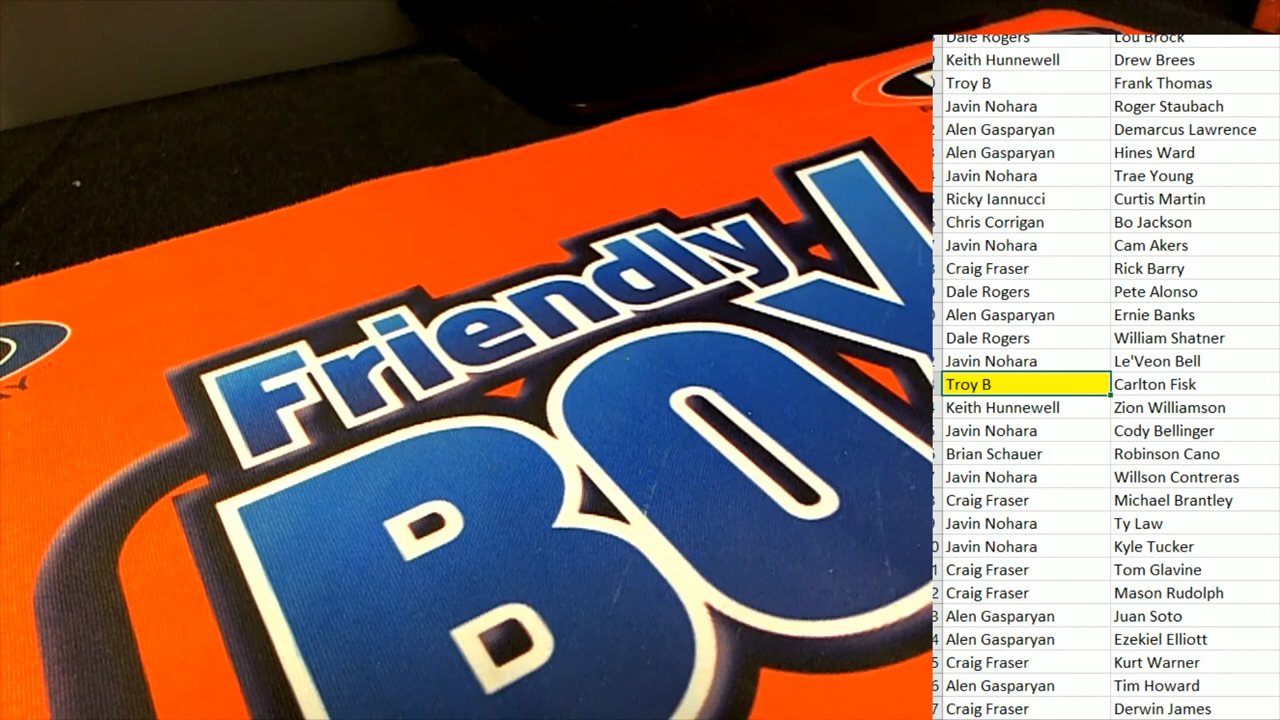 Friendly
BO
Dale Rogers Lou Brock
Keith Hunnewell Drew Brees
Troy B Frank Thomas
Javin Nohara Roger Staubach
Alen Gasparyan Demarcus Lawrence
Alen Gasparyan Hines Ward
Javin Nohara Trae Young
Ricky Iannucci Curtis Martin
Chris Corrigan Bo Jackson
Javin Nohara Cam Akers
Craig Fraser Rick Barry
Dale Rogers Pete Alonso
Alen Gasparyan Ernie Banks
Dale Rogers William Shatner
Javin Nohara Le'Veon Bell
Troy B Carlton Fisk
Keith Hunnewell Zion Williamson
Javin Nohara Cody Bellinger
Brian Schauer Robinson Cano
Javin Nohara Willson Contreras
Craig Fraser Michael Brantley
Javin Nohara Ty Law
Javin Nohara Kyle Tucker
Craig Fraser Tom Glavine
Craig Fraser Mason Rudolph
Alen Gasparyan Juan Soto
Alen Gasparyan Ezekiel Elliott
Craig Fraser Kurt Warner
Alen Gasparyan Tim Howard
Craig Fraser Derwin James